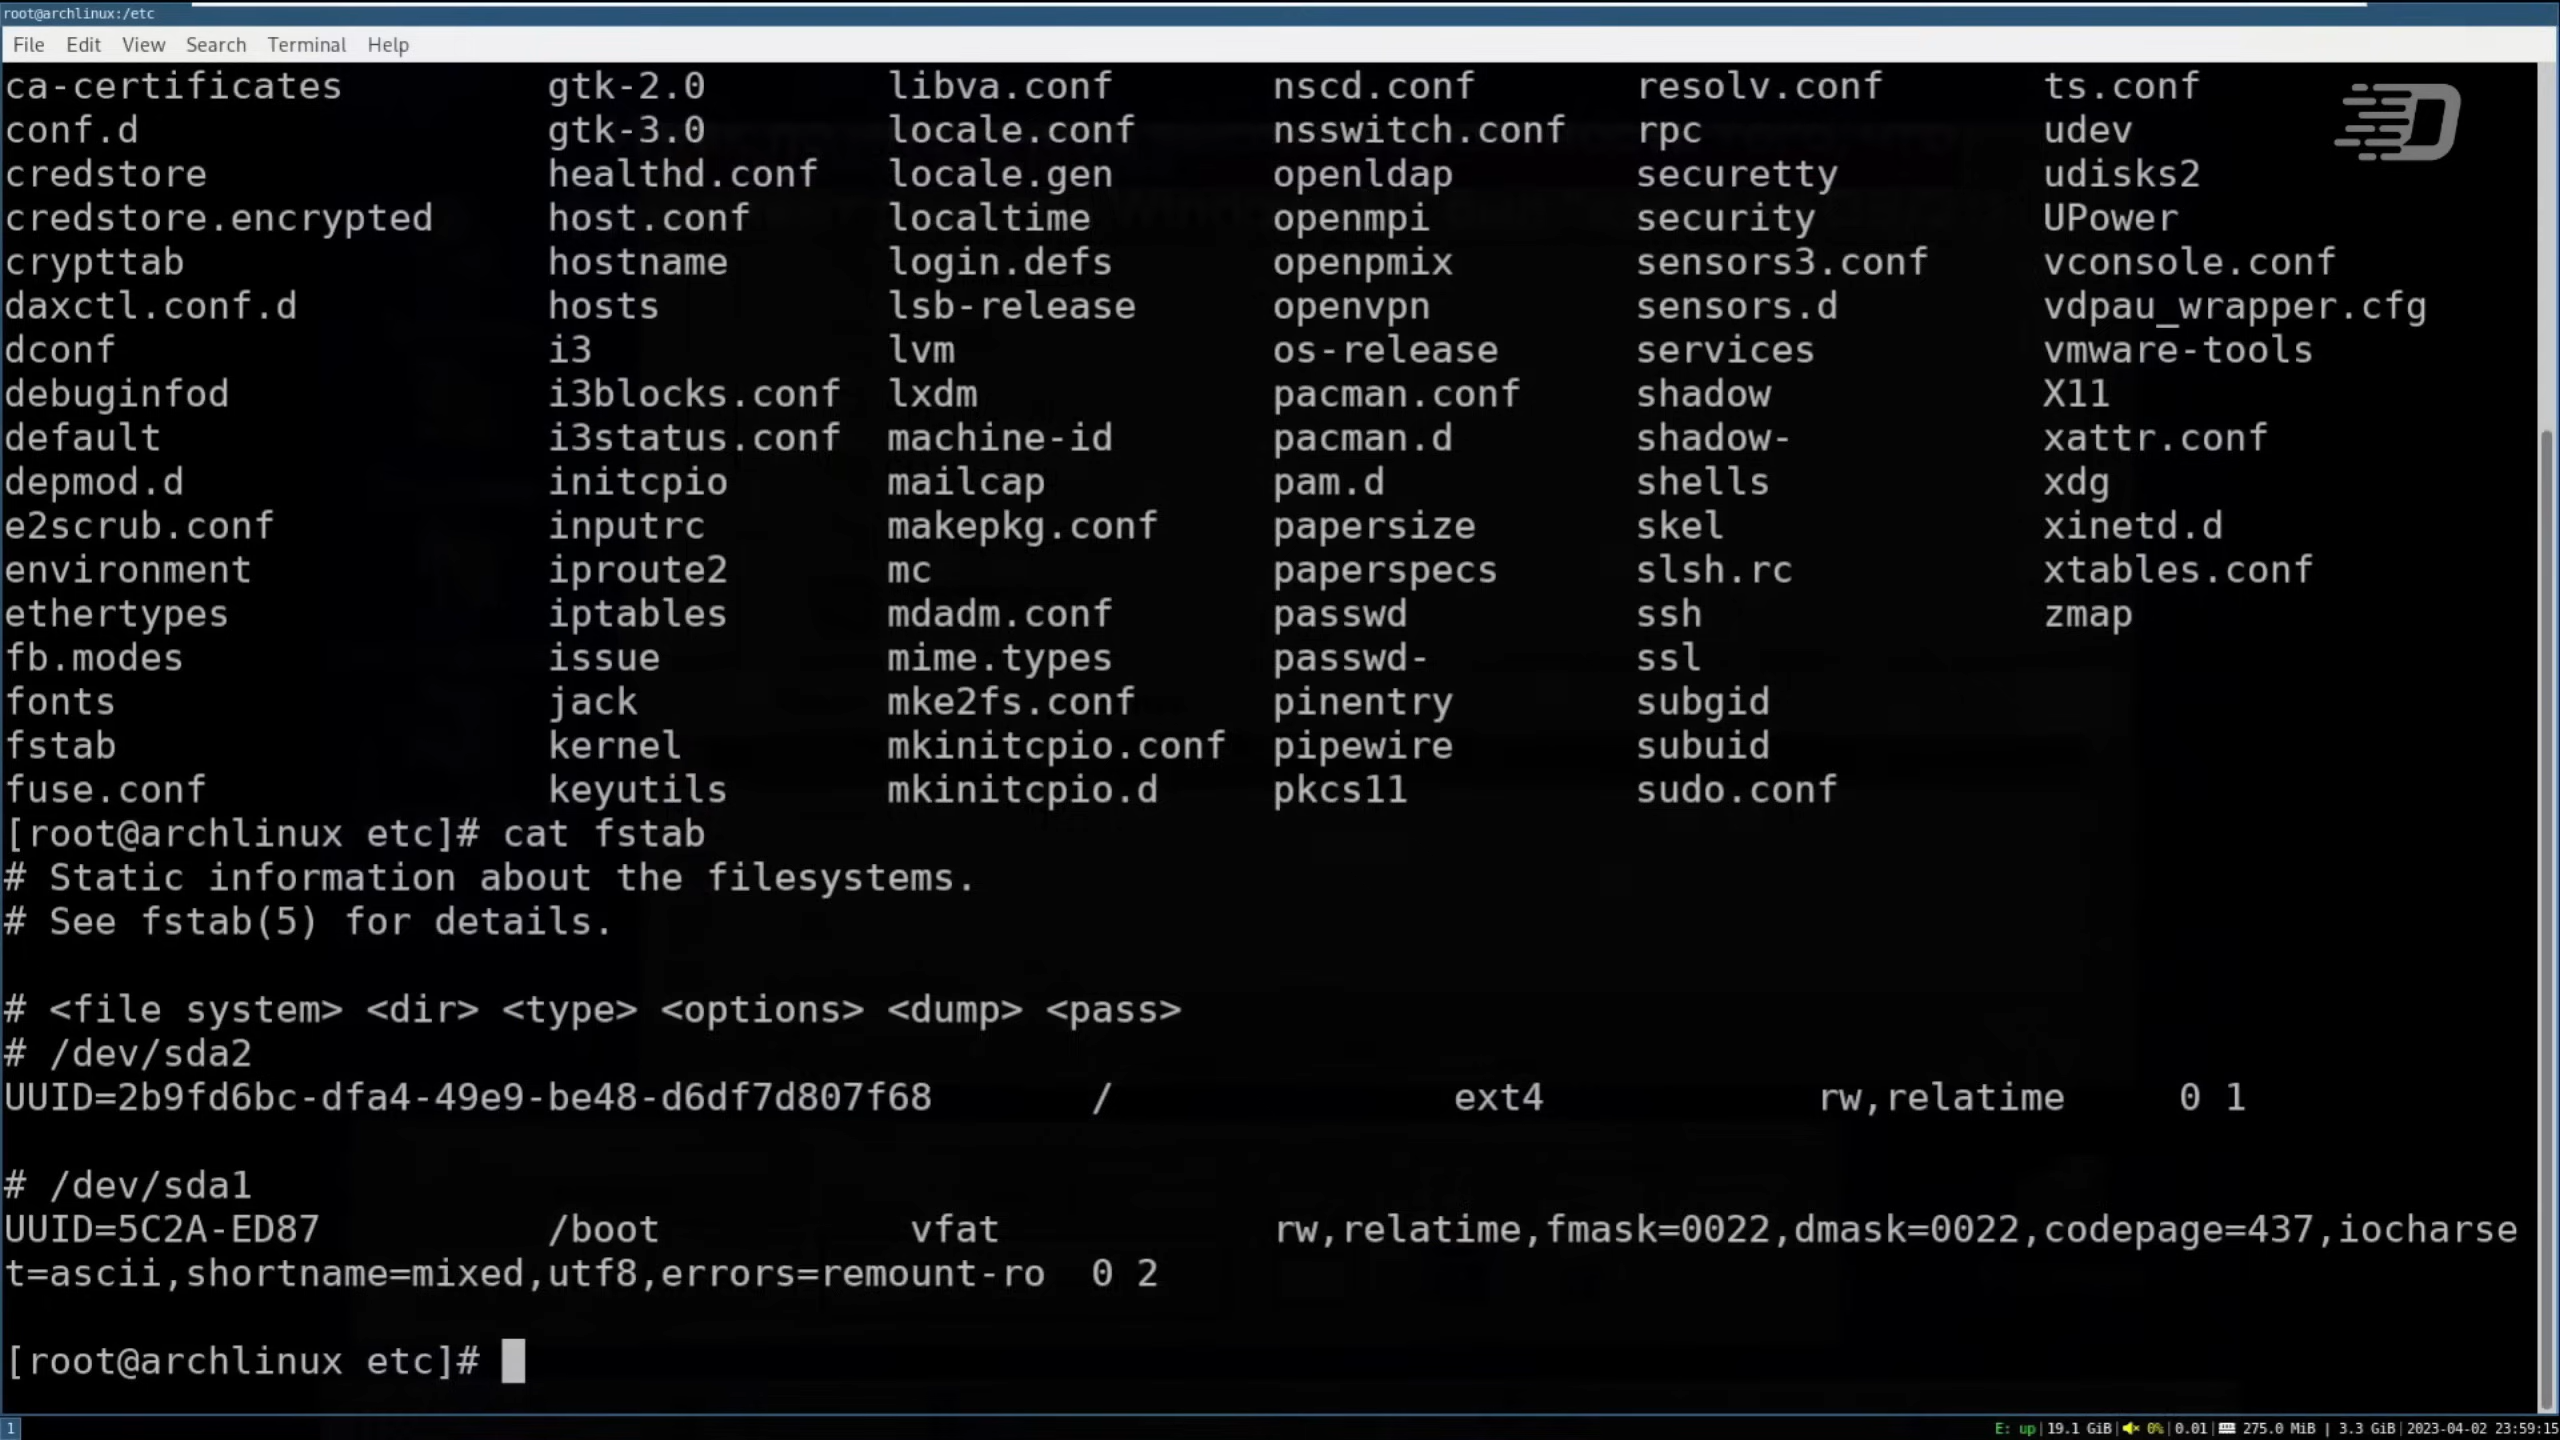 root@archlinux:/etc
File Edit View Search Terminal Help
ca-certificates gtk-2.0 libva.conf nscd.conf resolv.conf ts.conf
conf.d gtk-3.0 locale.conf nsswitch.conf rpc udev
credstore healthd.conf locale.gen openldap securetty udisks2
credstore.encrypted host.conf localtime openmpi security UPower
crypttab hostname login.defs openpmix sensors3.conf vconsole.conf
daxctl.conf.d hosts lsb-release openvpn sensors.d vdpau_wrapper.cfg
dconf i3 lvm os-release services vmware-tools
debuginfod i3blocks.conf lxdm pacman.conf shadow X11
default i3status.conf machine-id pacman.d shadow- xattr.conf
depmod.d initcpio mailcap pam.d shells xdg
e2scrub.conf inputrc makepkg.conf papersize skel xinetd.d
environment iproute2 mc paperspecs slsh.rc xtables.conf
ethertypes iptables mdadm.conf passwd ssh zmap
fb.modes issue mime.types passwd- ssl
fonts jack mke2fs.conf pinentry subgid
fstab kernel mkinitcpio.conf pipewire subuid
fuse.conf keyutils mkinitcpio.d pkcs11 sudo.conf
[root@archlinux etc]# cat fstab
# Static information about the filesystems.
# See fstab(5) for details.
# <file system> <dir> <type> <options> <dump> <pass>
# /dev/sda2
UUID=2b9fd6bc-dfa4-49e9-be48-d6df7d807f68 / ext4 rw,relatime 0 1
# /dev/sda1
UUID=5C2A-ED87 /boot vfat rw,relatime,fmask=0022,dmask=0022,codepage=437,iocharse
t=ascii,shortname=mixed,utf8,errors=remount-ro 0 2
[root@archlinux etc]#
1 E: up|19.1 GiB| 0%|0.01| 275.0 MiB | 3.3 GiB|2023-04-02 23:59:15